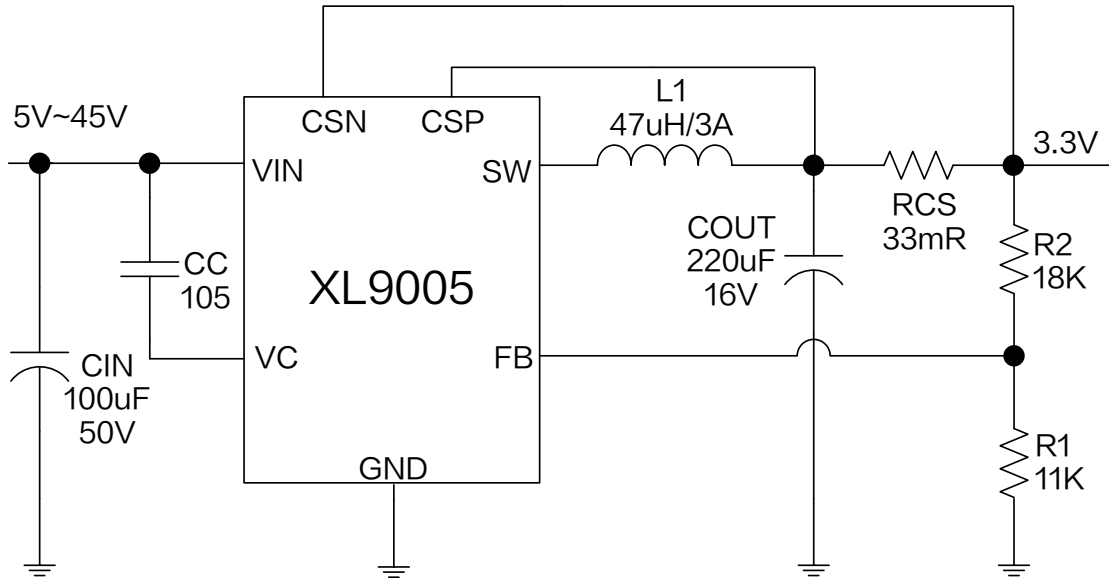 5V~45V
CSN
CSP
L1
47uH/3A
3.3V
VIN
SW
RCS
33mR
CC
105
XL9005
COUT
220uF
16V
R2
18K
VC
FB
CIN
100uF
50V
GND
R1
11K